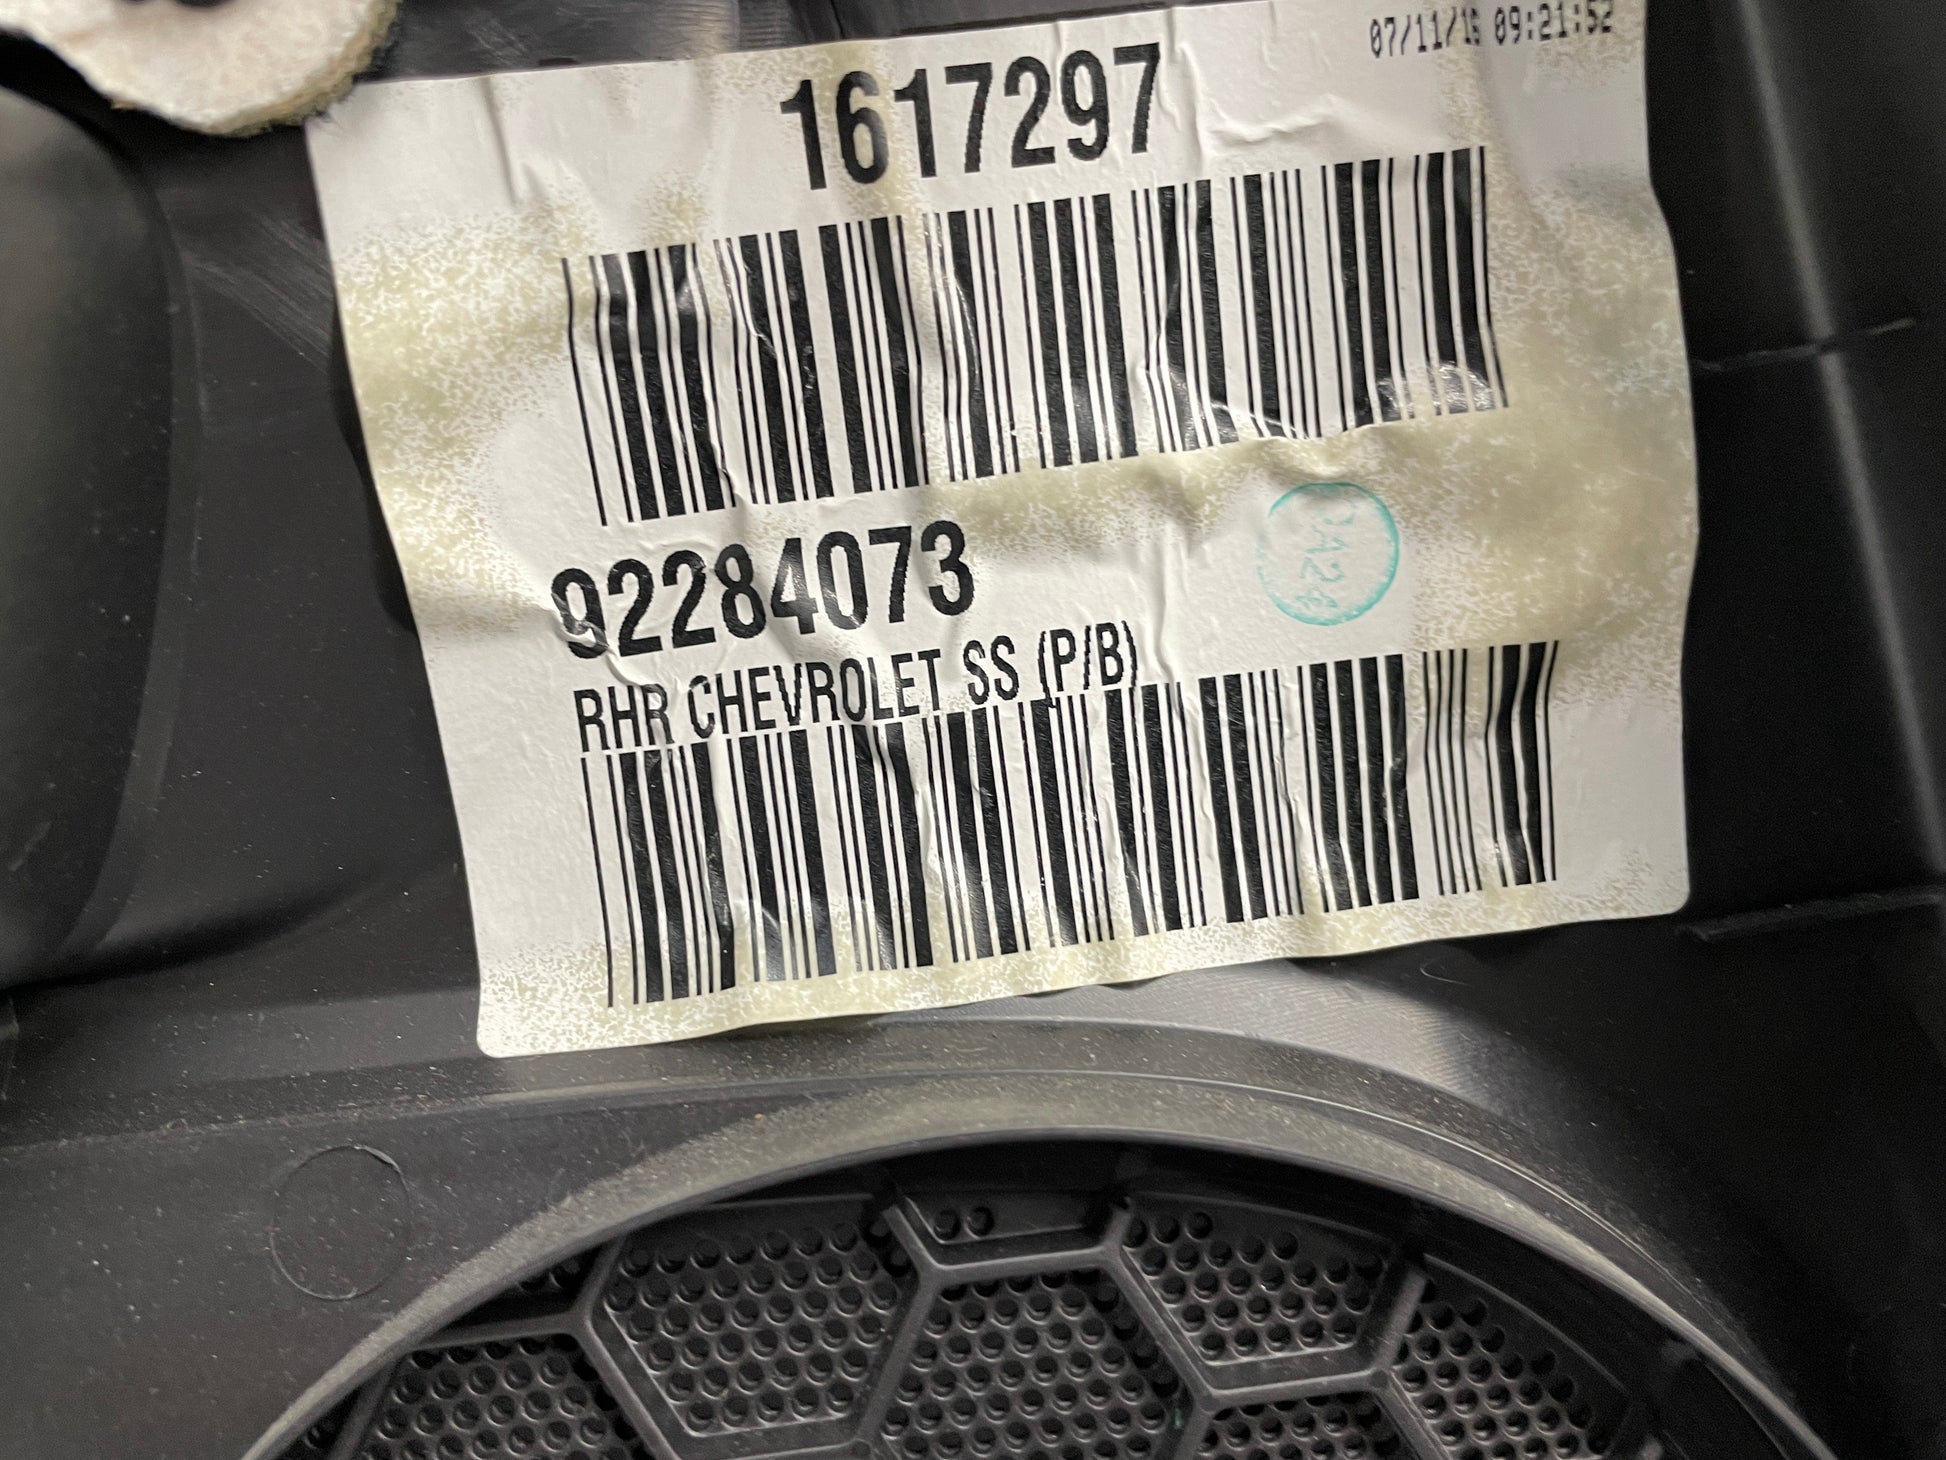 07/11/16 09:21:52
1617297
92284073
RHR CHEVROLET SS (P/B)